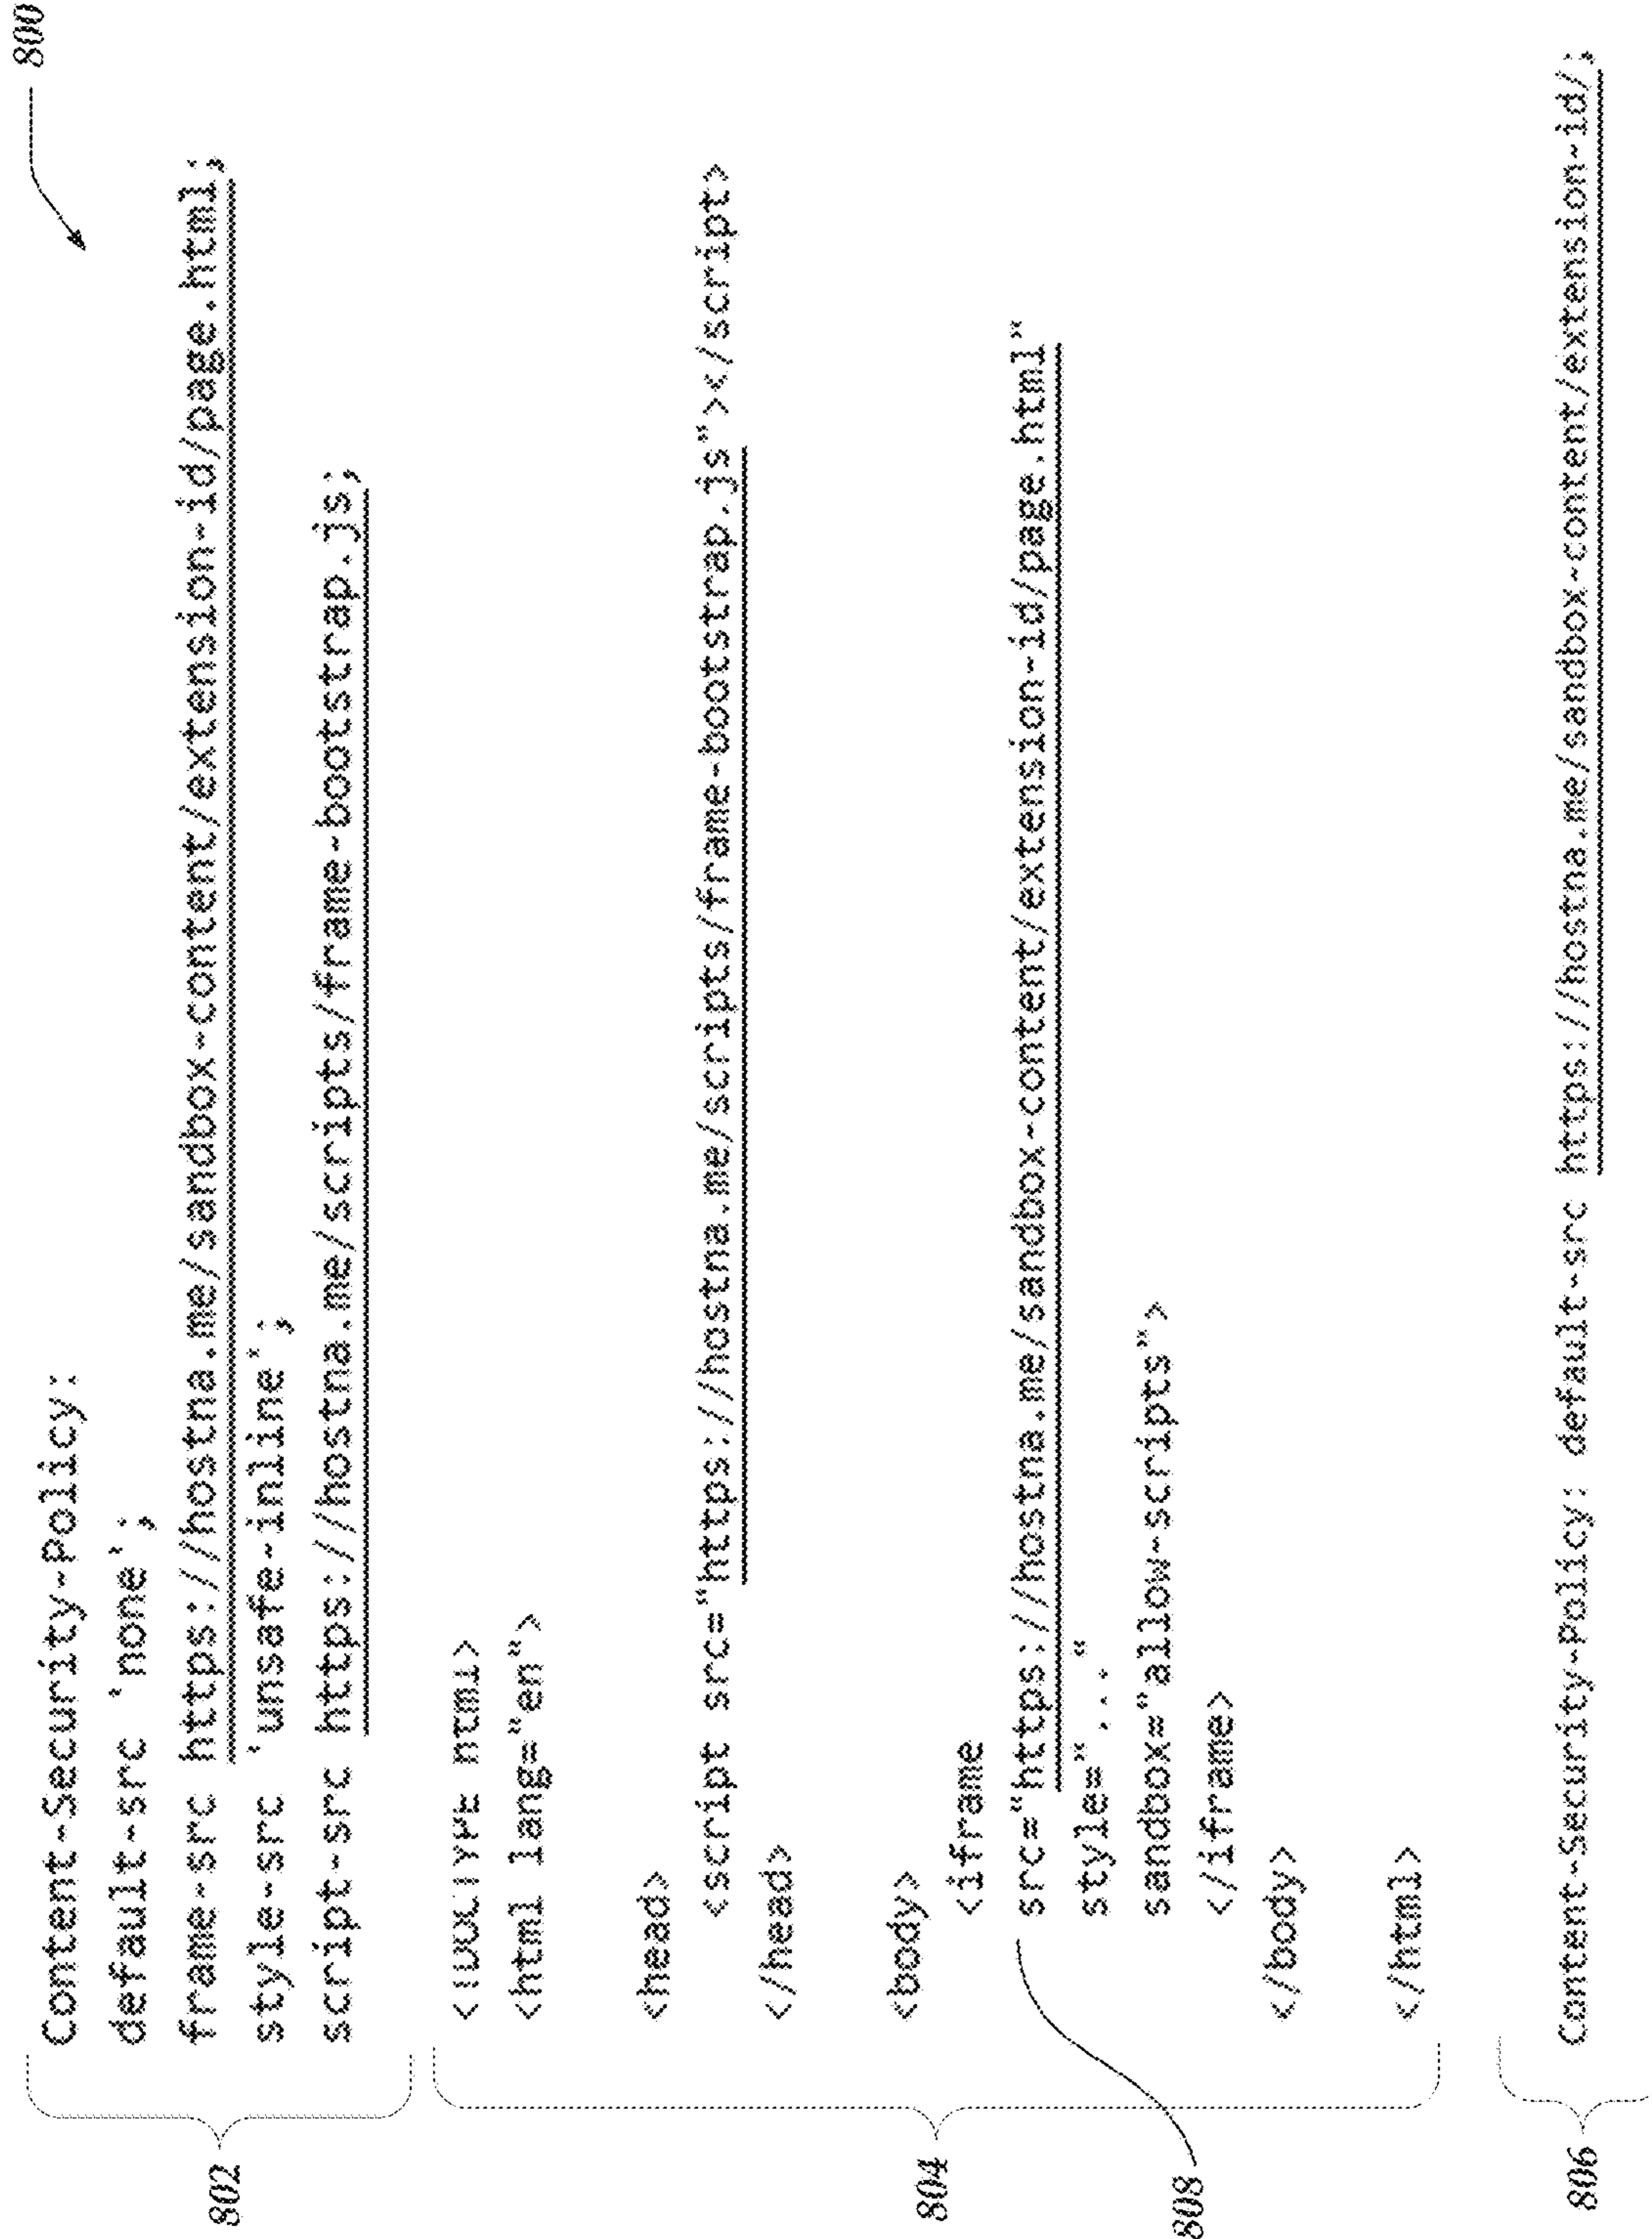 800
802
Content-Security-Policy:
default-src 'none';
frame-src https://hostna.me/sandbox-content/extension-id/page.html;
style-src 'unsafe-inline';
script-src https://hostna.me/scripts/frame-bootstrap.js;
804
<!DOCTYPE html>
<html lang="en">
<head>
<script src="https://hostna.me/scripts/frame-bootstrap.js"></script>
</head>
<body>
<iframe
808
src="https://hostna.me/sandbox-content/extension-id/page.html"
style="..."
sandbox="allow-scripts">
</iframe>
</body>
</html>
806
Content-Security-Policy: default-src https://hostna.me/sandbox-content/extension-id/;